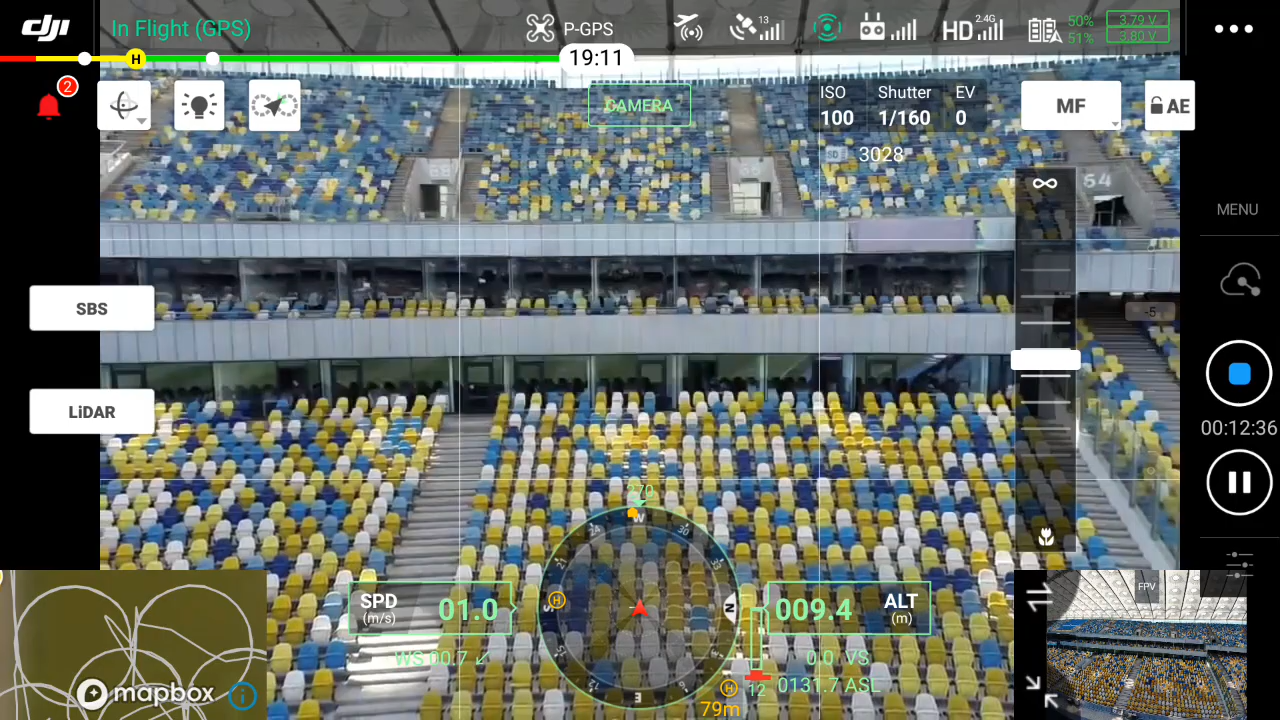 dji
In Flight (GPS)
P-GPS
13
HD 2.4G
50%
51%
3.79 V
3.80 V
H
19:11
2
CAMERA
ISO
100
Shutter
1/160
EV
0
MF
AE
SD
3028
54
MENU
SBS
-5
LiDAR
00:12:36
270
W
30
24
N
E
H
SPD
(m/s)
01.0
009.4
ALT
(m)
WS 00.7
0.0 VS
12
0131.7 ASL
H
79m
FPV
mapbox
i